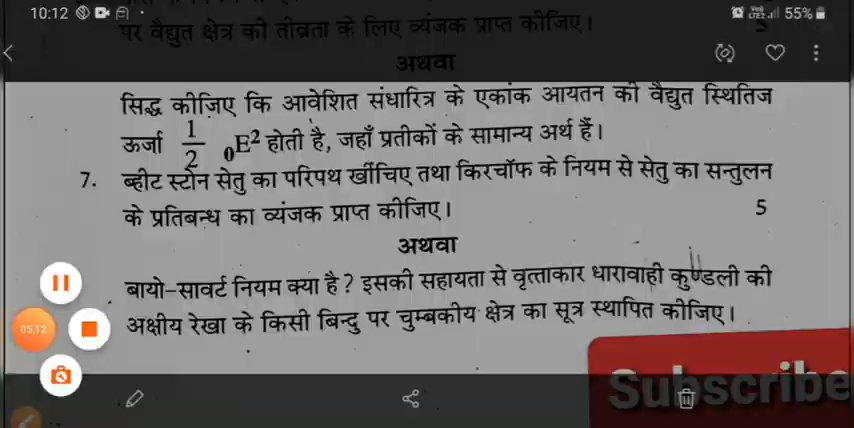 10:12 55%
पर वैद्युत क्षेत्र की तीव्रता के लिए व्यंजक प्राप्त कीजिए। 5
अथवा
सिद्ध कीजिए कि आवेशित संधारित्र के एकांक आयतन की वैद्युत स्थितिज
ऊर्जा 1/2 ₀E² होती है, जहाँ प्रतीकों के सामान्य अर्थ हैं।
7. व्हीट स्टोन सेतु का परिपथ खींचिए तथा किरचॉफ के नियम से सेतु का सन्तुलन
के प्रतिबन्ध का व्यंजक प्राप्त कीजिए। 5
अथवा
बायो-सावर्ट नियम क्या है? इसकी सहायता से वृत्ताकार धारावाही कुण्डली की
अक्षीय रेखा के किसी बिन्दु पर चुम्बकीय क्षेत्र का सूत्र स्थापित कीजिए।
05:12
Subscribe